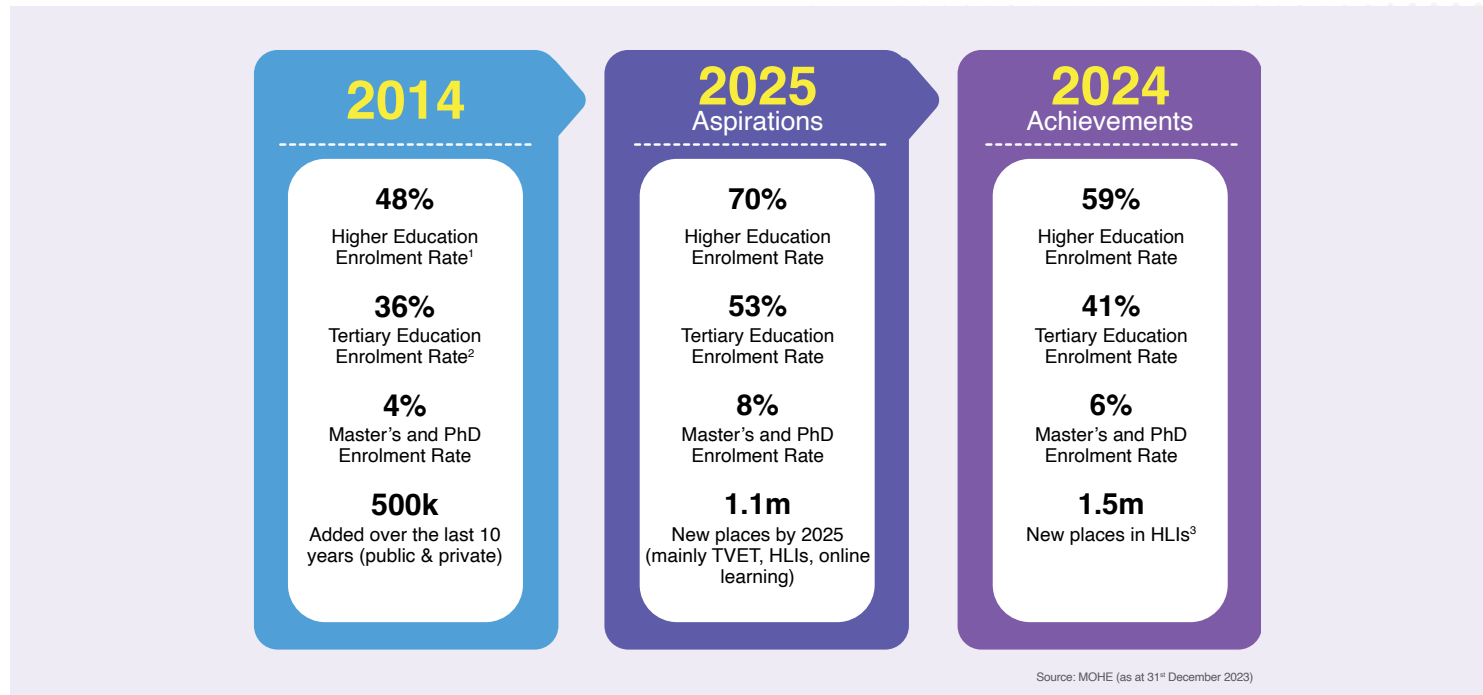 2014
48%
Higher Education
Enrolment Rate¹
36%
Tertiary Education
Enrolment Rate²
4%
Master's and PhD
Enrolment Rate
500k
Added over the last 10
years (public & private)
2025
Aspirations
70%
Higher Education
Enrolment Rate
53%
Tertiary Education
Enrolment Rate
8%
Master's and PhD
Enrolment Rate
1.1m
New places by 2025
(mainly TVET, HLIs, online
learning)
2024
Achievements
59%
Higher Education
Enrolment Rate
41%
Tertiary Education
Enrolment Rate
6%
Master's and PhD
Enrolment Rate
1.5m
New places in HLIs³
Source: MOHE (as at 31st December 2023)